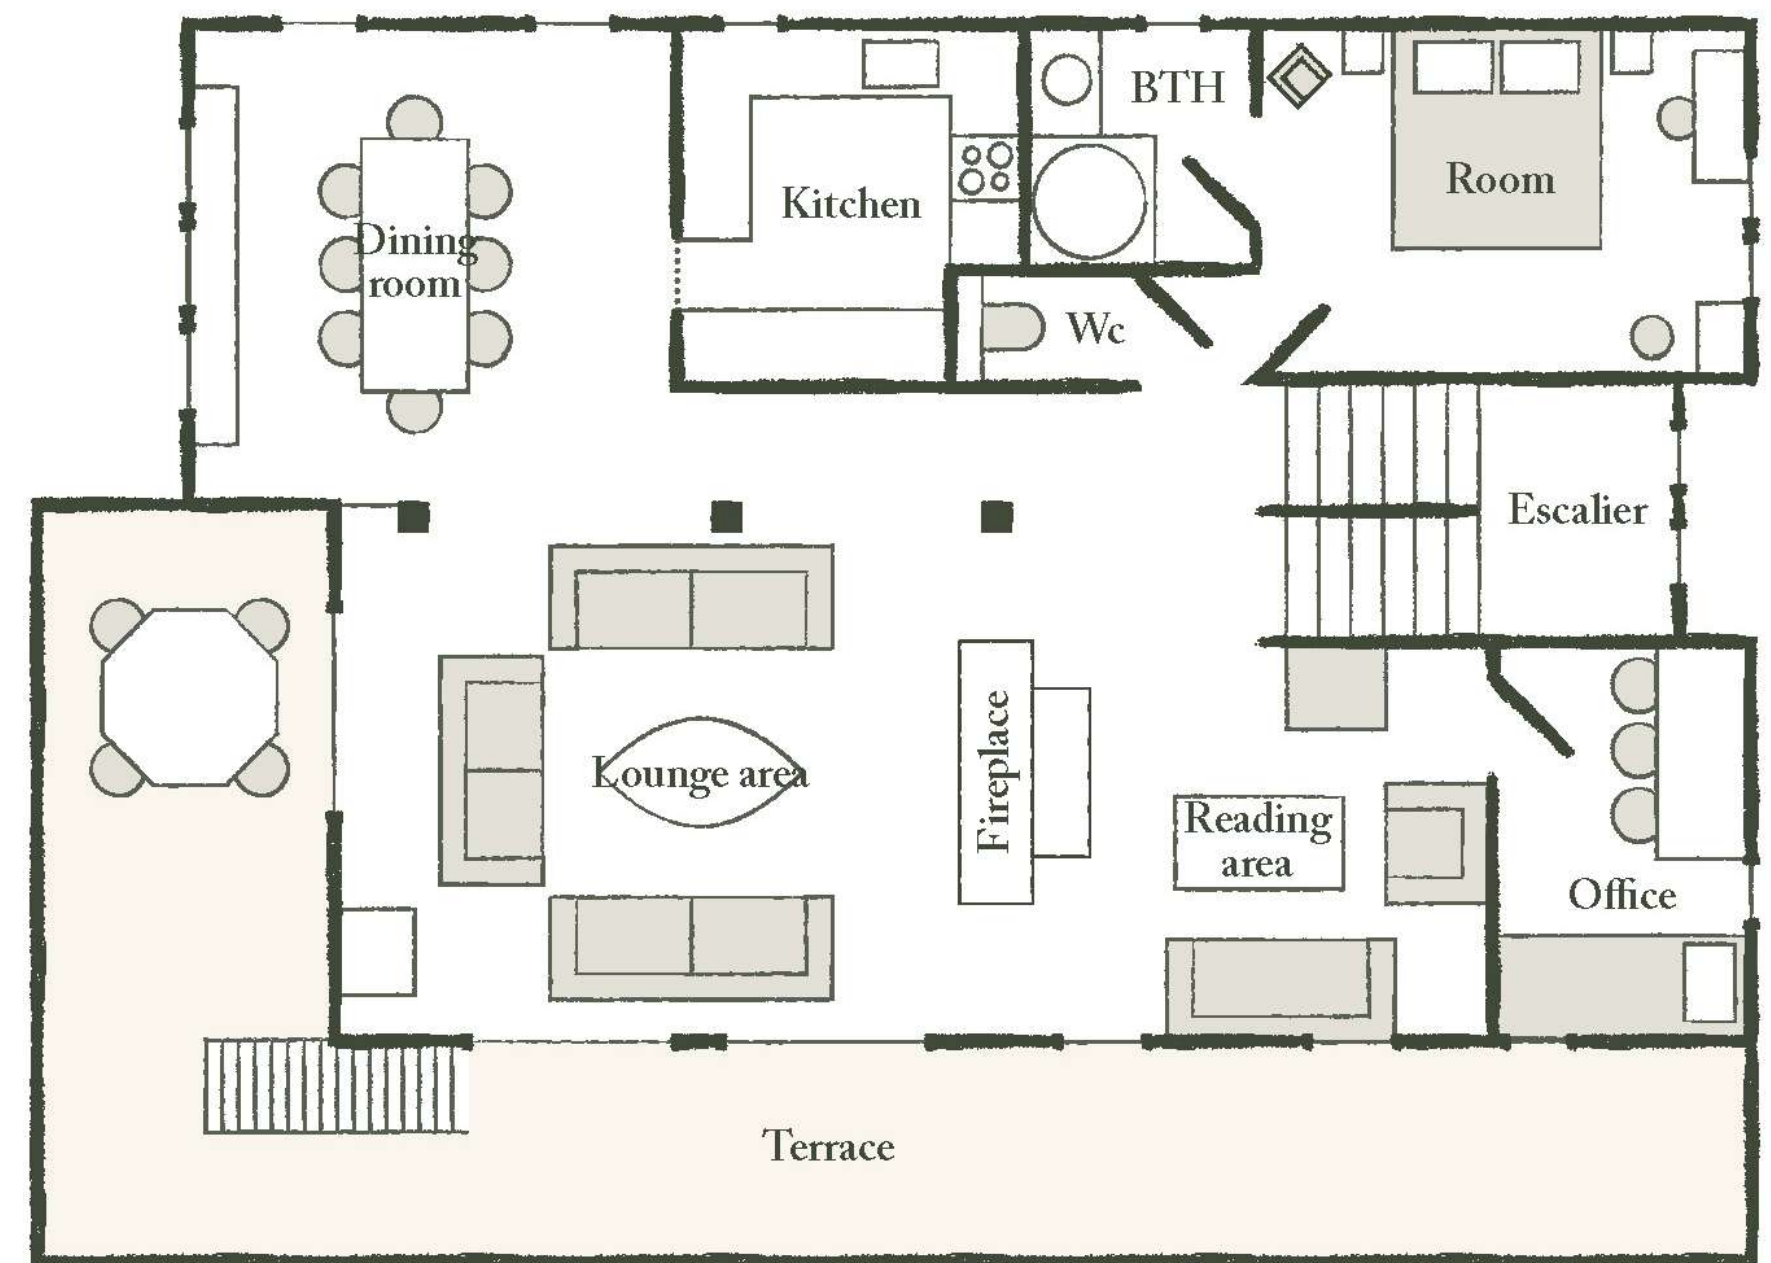 BTH
Room
Kitchen
Dining
room
Wc
Escalier
Lounge area
Fireplace
Reading
area
Office
Terrace